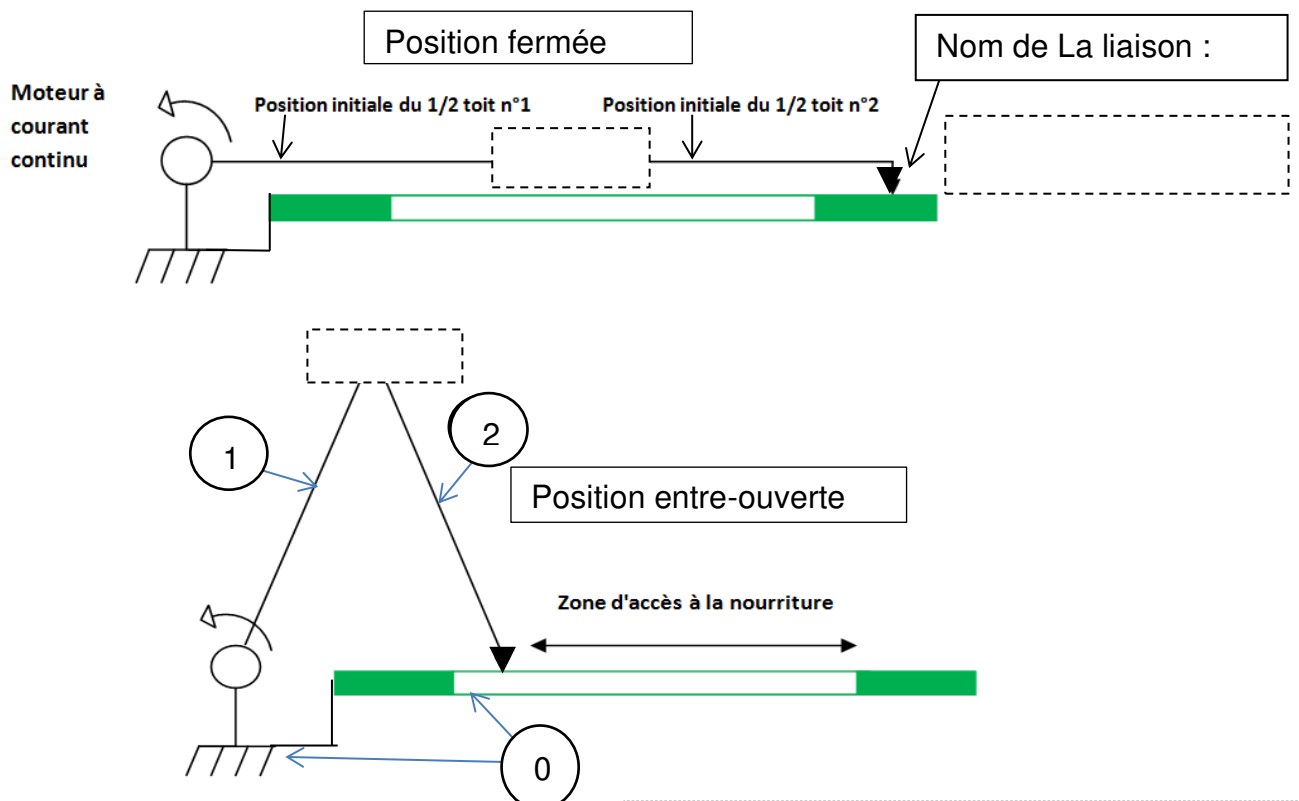 Position fermée
Nom de La liaison :
Moteur à
courant
continu
Position initiale du 1/2 toit n°1
Position initiale du 1/2 toit n°2
1
2
Position entre-ouverte
Zone d'accès à la nourriture
0